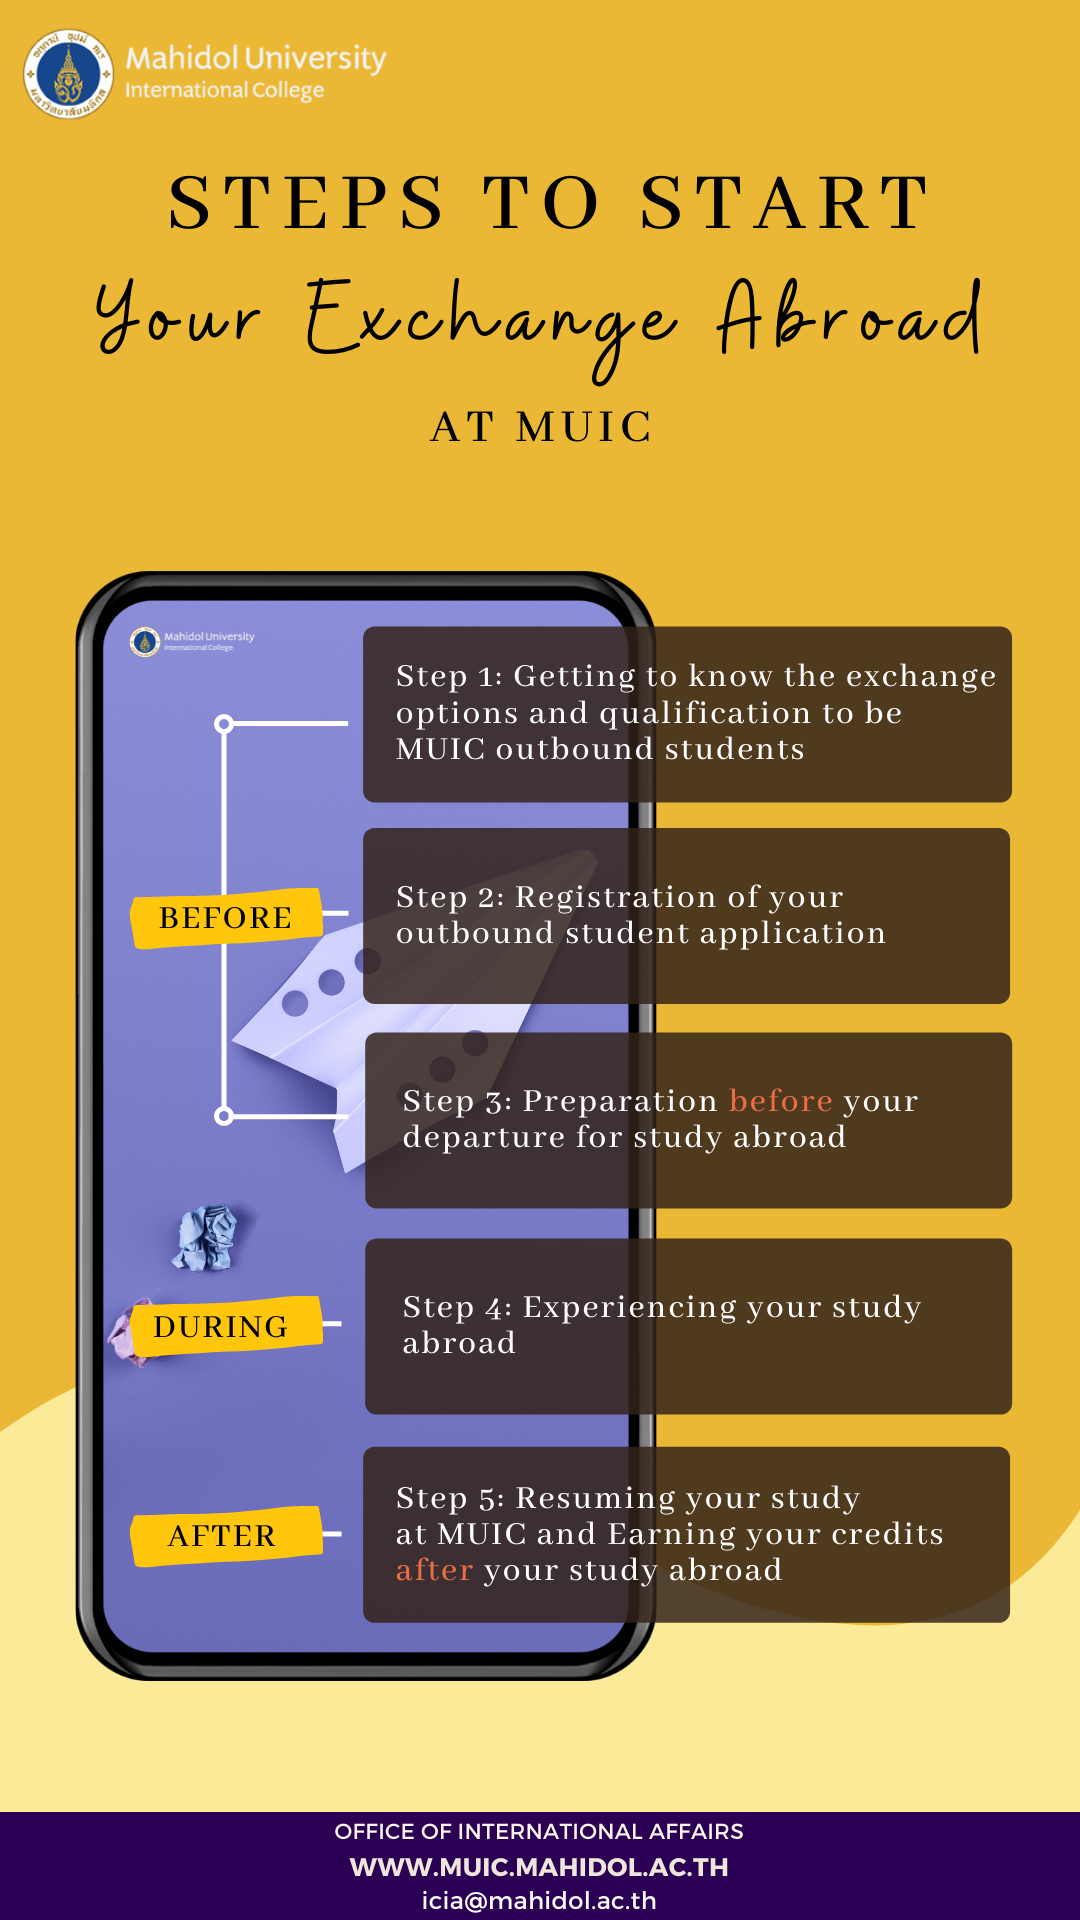 Mahidol University
International College
STEPS TO START
Your Exchange Abroad
AT MUIC
Mahidol University
International College
Step 1: Getting to know the exchange
options and qualification to be
MUIC outbound students
BEFORE
Step 2: Registration of your
outbound student application
Step 3: Preparation before your
departure for study abroad
DURING
Step 4: Experiencing your study
abroad
AFTER
Step 5: Resuming your study
at MUIC and Earning your credits
after your study abroad
OFFICE OF INTERNATIONAL AFFAIRS
WWW.MUIC.MAHIDOL.AC.TH
icia@mahidol.ac.th